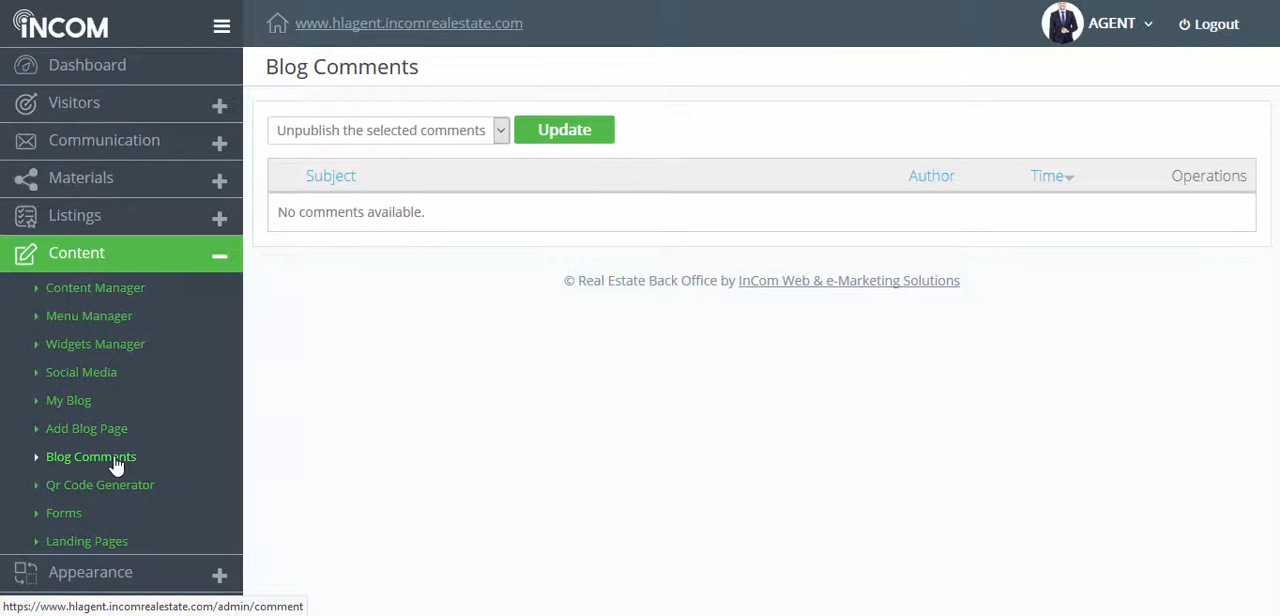 INCOM
www.hlagent.incomrealestate.com
AGENT
Logout
Dashboard
Visitors
Communication
Materials
Listings
Content
Content Manager
Menu Manager
Widgets Manager
Social Media
My Blog
Add Blog Page
Blog Comments
Qr Code Generator
Forms
Landing Pages
Appearance
Blog Comments
Unpublish the selected comments Update
Subject Author Time Operations
No comments available.
© Real Estate Back Office by InCom Web & e-Marketing Solutions
https://www.hlagent.incomrealestate.com/admin/comment